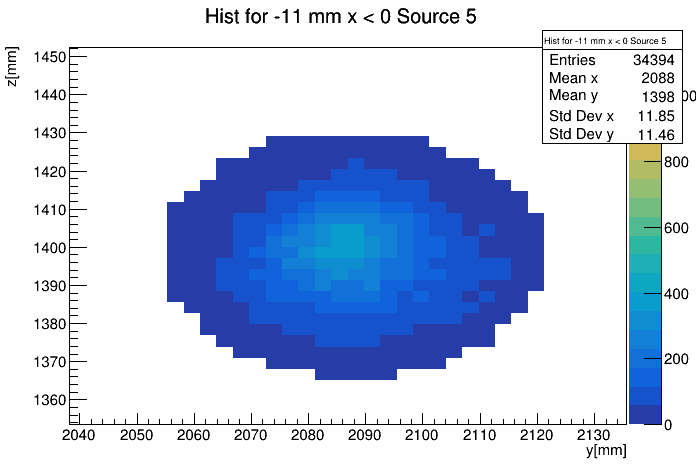 Hist for -11 mm x < 0 Source 5
Hist for -11 mm x < 0 Source 5
Entries 34394
Mean x 2088
Mean y 1398
Std Dev x 11.85
Std Dev y 11.46
z[mm]
1450
1440
1430
1420
1410
1400
1390
1380
1370
1360
2040 2050 2060 2070 2080 2090 2100 2110 2120 2130
y[mm]
800
600
400
200
0